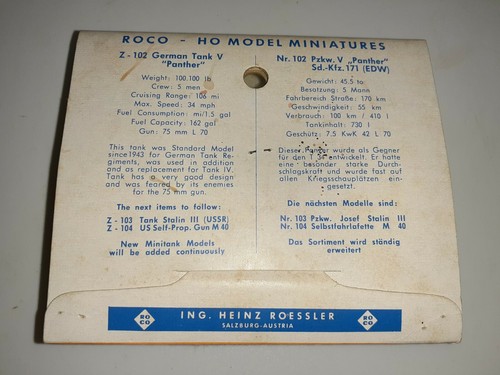 ROCO - HO MODEL MINIATURES
Z - 102 German Tank V
"Panther"
Weight: 100.100 lb
Crew: 5 men
Cruising Range: 106 mi
Max. Speed: 34 mph
Fuel Consumption: mi/1.5 gal
Fuel Capacity: 162 gal
Gun: 75 mm L 70
This tank was Standard Model
since 1943 for German Tank Re-
giments, was used in addition
and as replacement for Tank IV.
Tank has a very good design
and was feared by its enemies
for the 75 mm gun.
The next items to follow:
Z - 103 Tank Stalin III (USSR)
Z - 104 US Self-Prop. Gun M 40
New Minitank Models
will be added continuously
Nr. 102 Pzkw. V „Panther"
Sd.-Kfz. 171 (EDW)
Gewicht: 45.5 to.
Besatzung: 5 Mann
Fahrbereich Straße: 170 km
Geschwindigkeit: 55 km
Verbrauch: 100 km / 410 l
Tankinhalt: 730 l
Geschütz: 7.5 KwK 42 L 70
Dieser Panzer wurde als Gegner
für den T 34 entwickelt. Er hatte
eine besonder starke Durch-
schlagskraft und wurde fast auf
allen Kriegsschauplätzen ein-
gesetzt.
Die nächsten Modelle sind:
Nr. 103 Pzkw. Josef Stalin III
Nr. 104 Selbstfahrlafette M 40
Das Sortiment wird ständig
erweitert
ROCO
ING. HEINZ ROESSLER
SALZBURG-AUSTRIA
ROCO